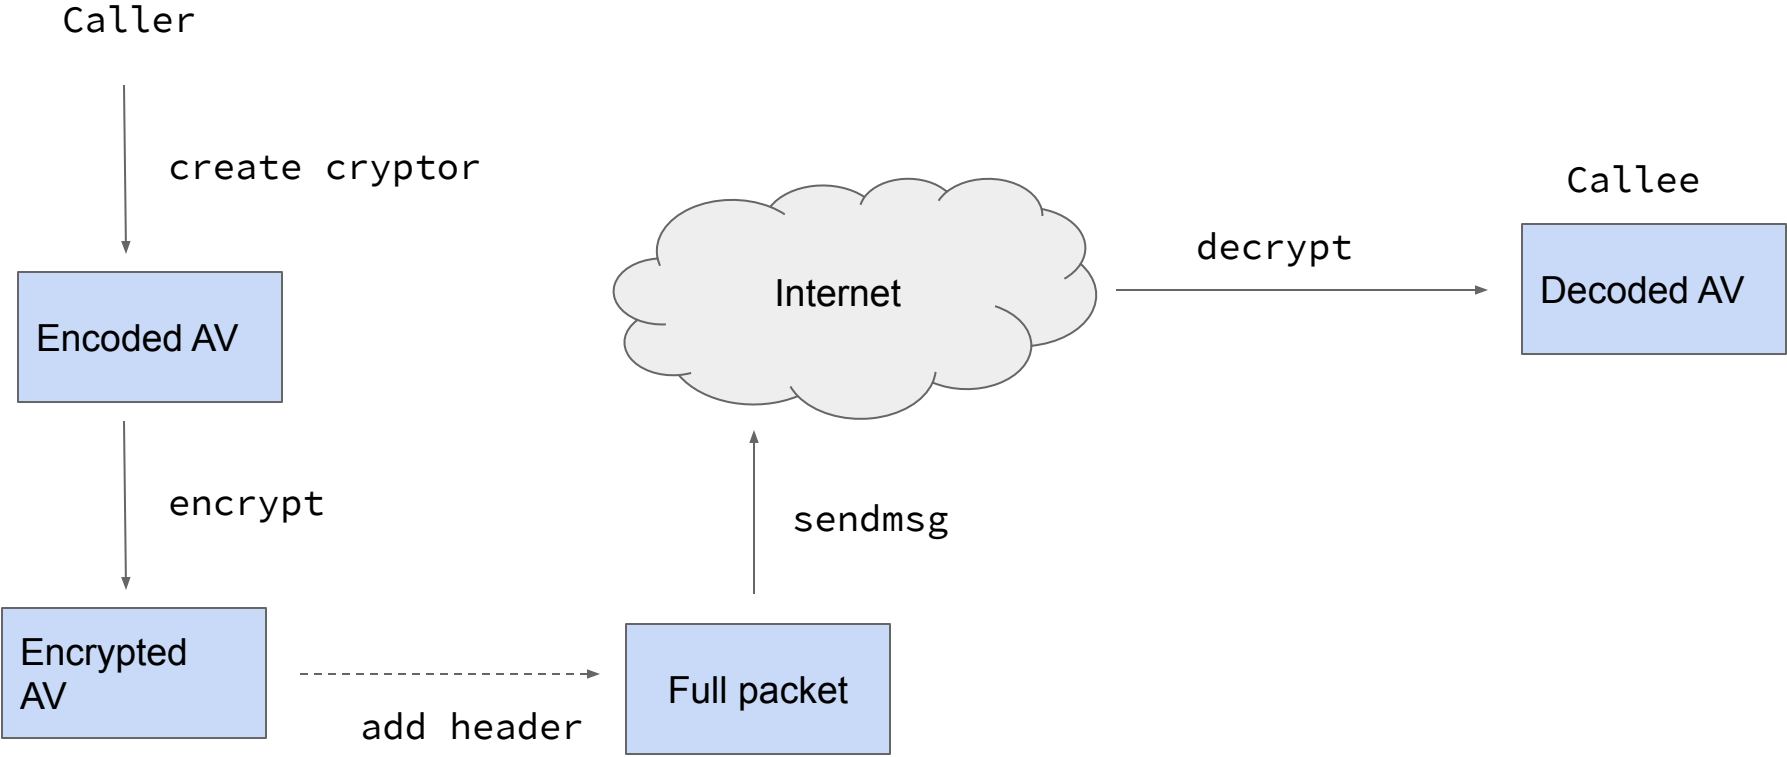 Caller
create cryptor
Encoded AV
encrypt
Encrypted
AV
add header
Full packet
sendmsg
Internet
decrypt
Callee
Decoded AV